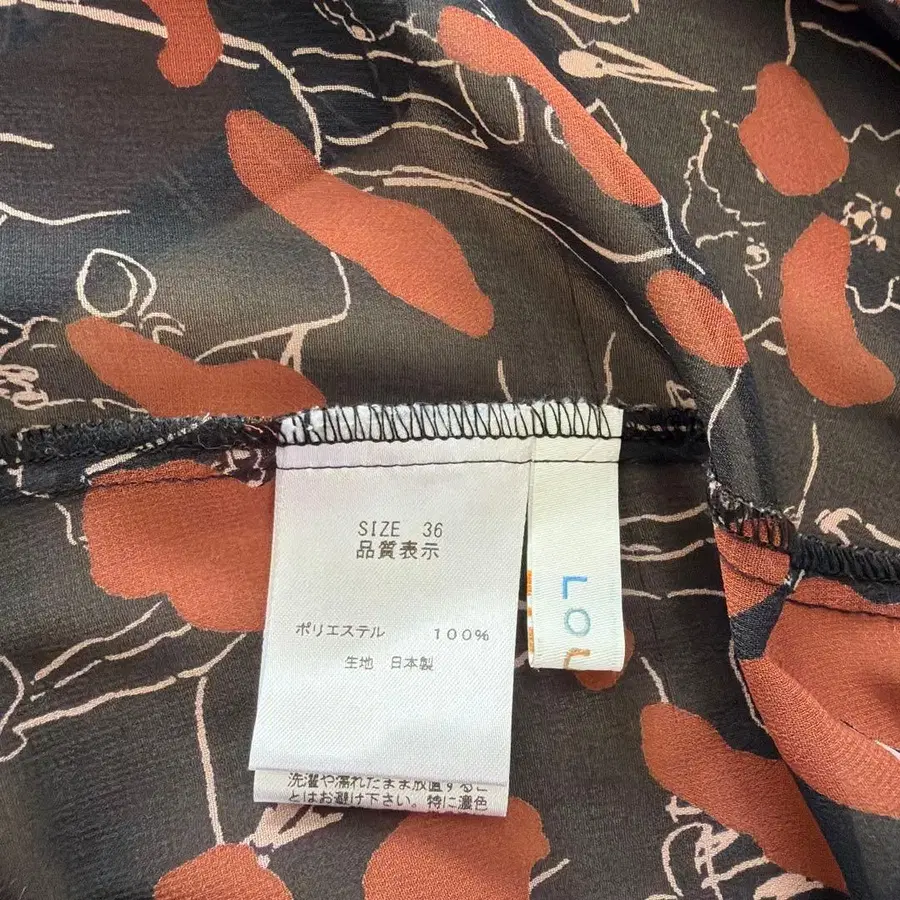 SIZE 36
品質表示
ポリエステル 100%
生地 日本製
洗濯や濡れたまま放置するこ
とはお避け下さい。特に濃色
LO